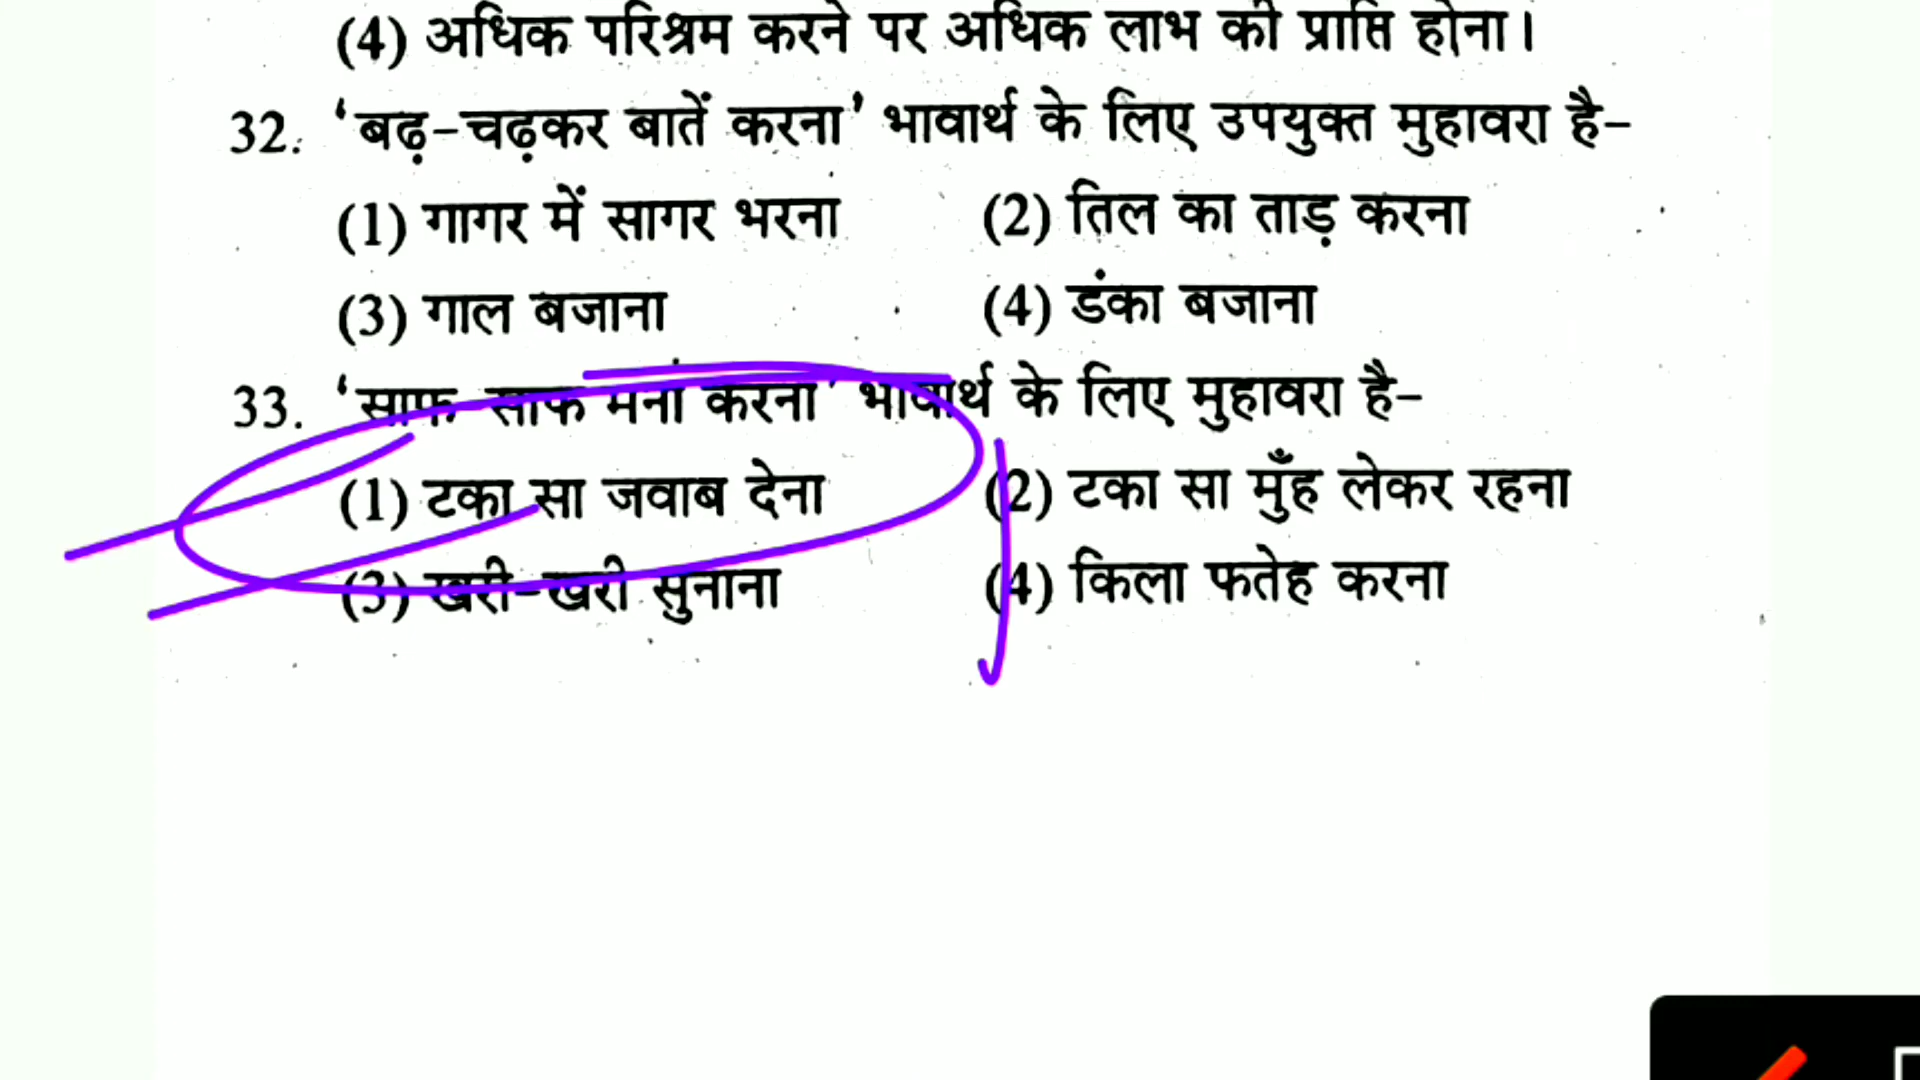 (4) अधिक परिश्रम करने पर अधिक लाभ की प्राप्ति होना।
32. ‘बढ़-चढ़कर बातें करना’ भावार्थ के लिए उपयुक्त मुहावरा है-
(1) गागर में सागर भरना (2) तिल का ताड़ करना
(3) गाल बजाना (4) डंका बजाना
33. ‘साफ-साफ मना करना’ भावार्थ के लिए मुहावरा है-
(1) टका सा जवाब देना (2) टका सा मुँह लेकर रहना
(3) खरी-खरी सुनाना (4) किला फतेह करना